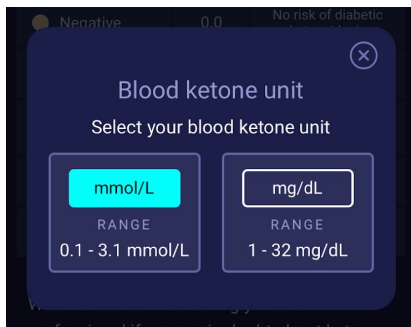 Negative 0.0 No risk of diabetic
Blood ketone unit
Select your blood ketone unit
mmol/L
RANGE
0.1 - 3.1 mmol/L
mg/dL
RANGE
1 - 32 mg/dL